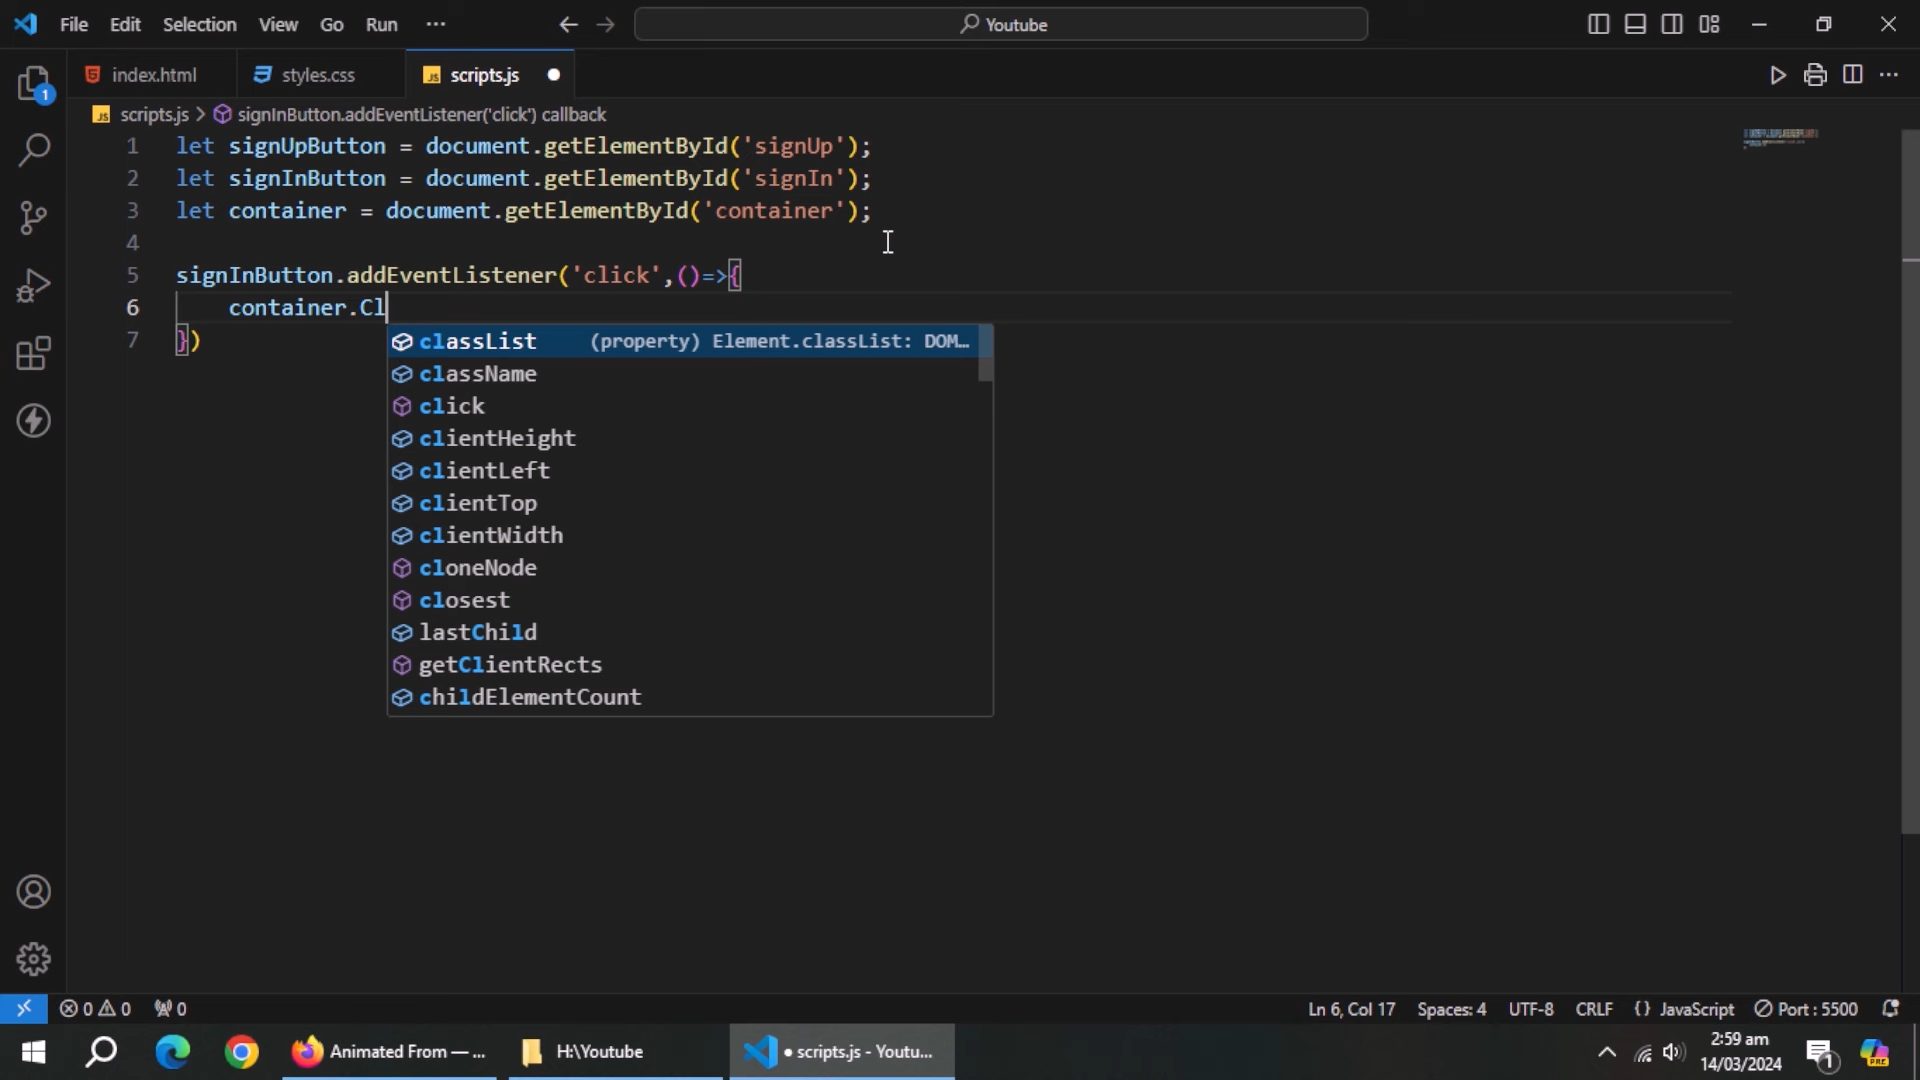 File Edit Selection View Go Run ··· Youtube
index.html styles.css scripts.js
scripts.js > signInButton.addEventListener('click') callback
1 let signUpButton = document.getElementById('signUp');
2 let signInButton = document.getElementById('signIn');
3 let container = document.getElementById('container');
4
5 signInButton.addEventListener('click',()=>{
6 container.Cl
7 })
classList (property) Element.classList: DOM…
className
click
clientHeight
clientLeft
clientTop
clientWidth
cloneNode
closest
lastChild
getClientRects
childElementCount
1
0 0 0 Ln 6, Col 17 Spaces: 4 UTF-8 CRLF {} JavaScript Port : 5500
Animated From — ... H:\Youtube ● scripts.js - Youtu... 2:59 am
14/03/2024
1
PRE